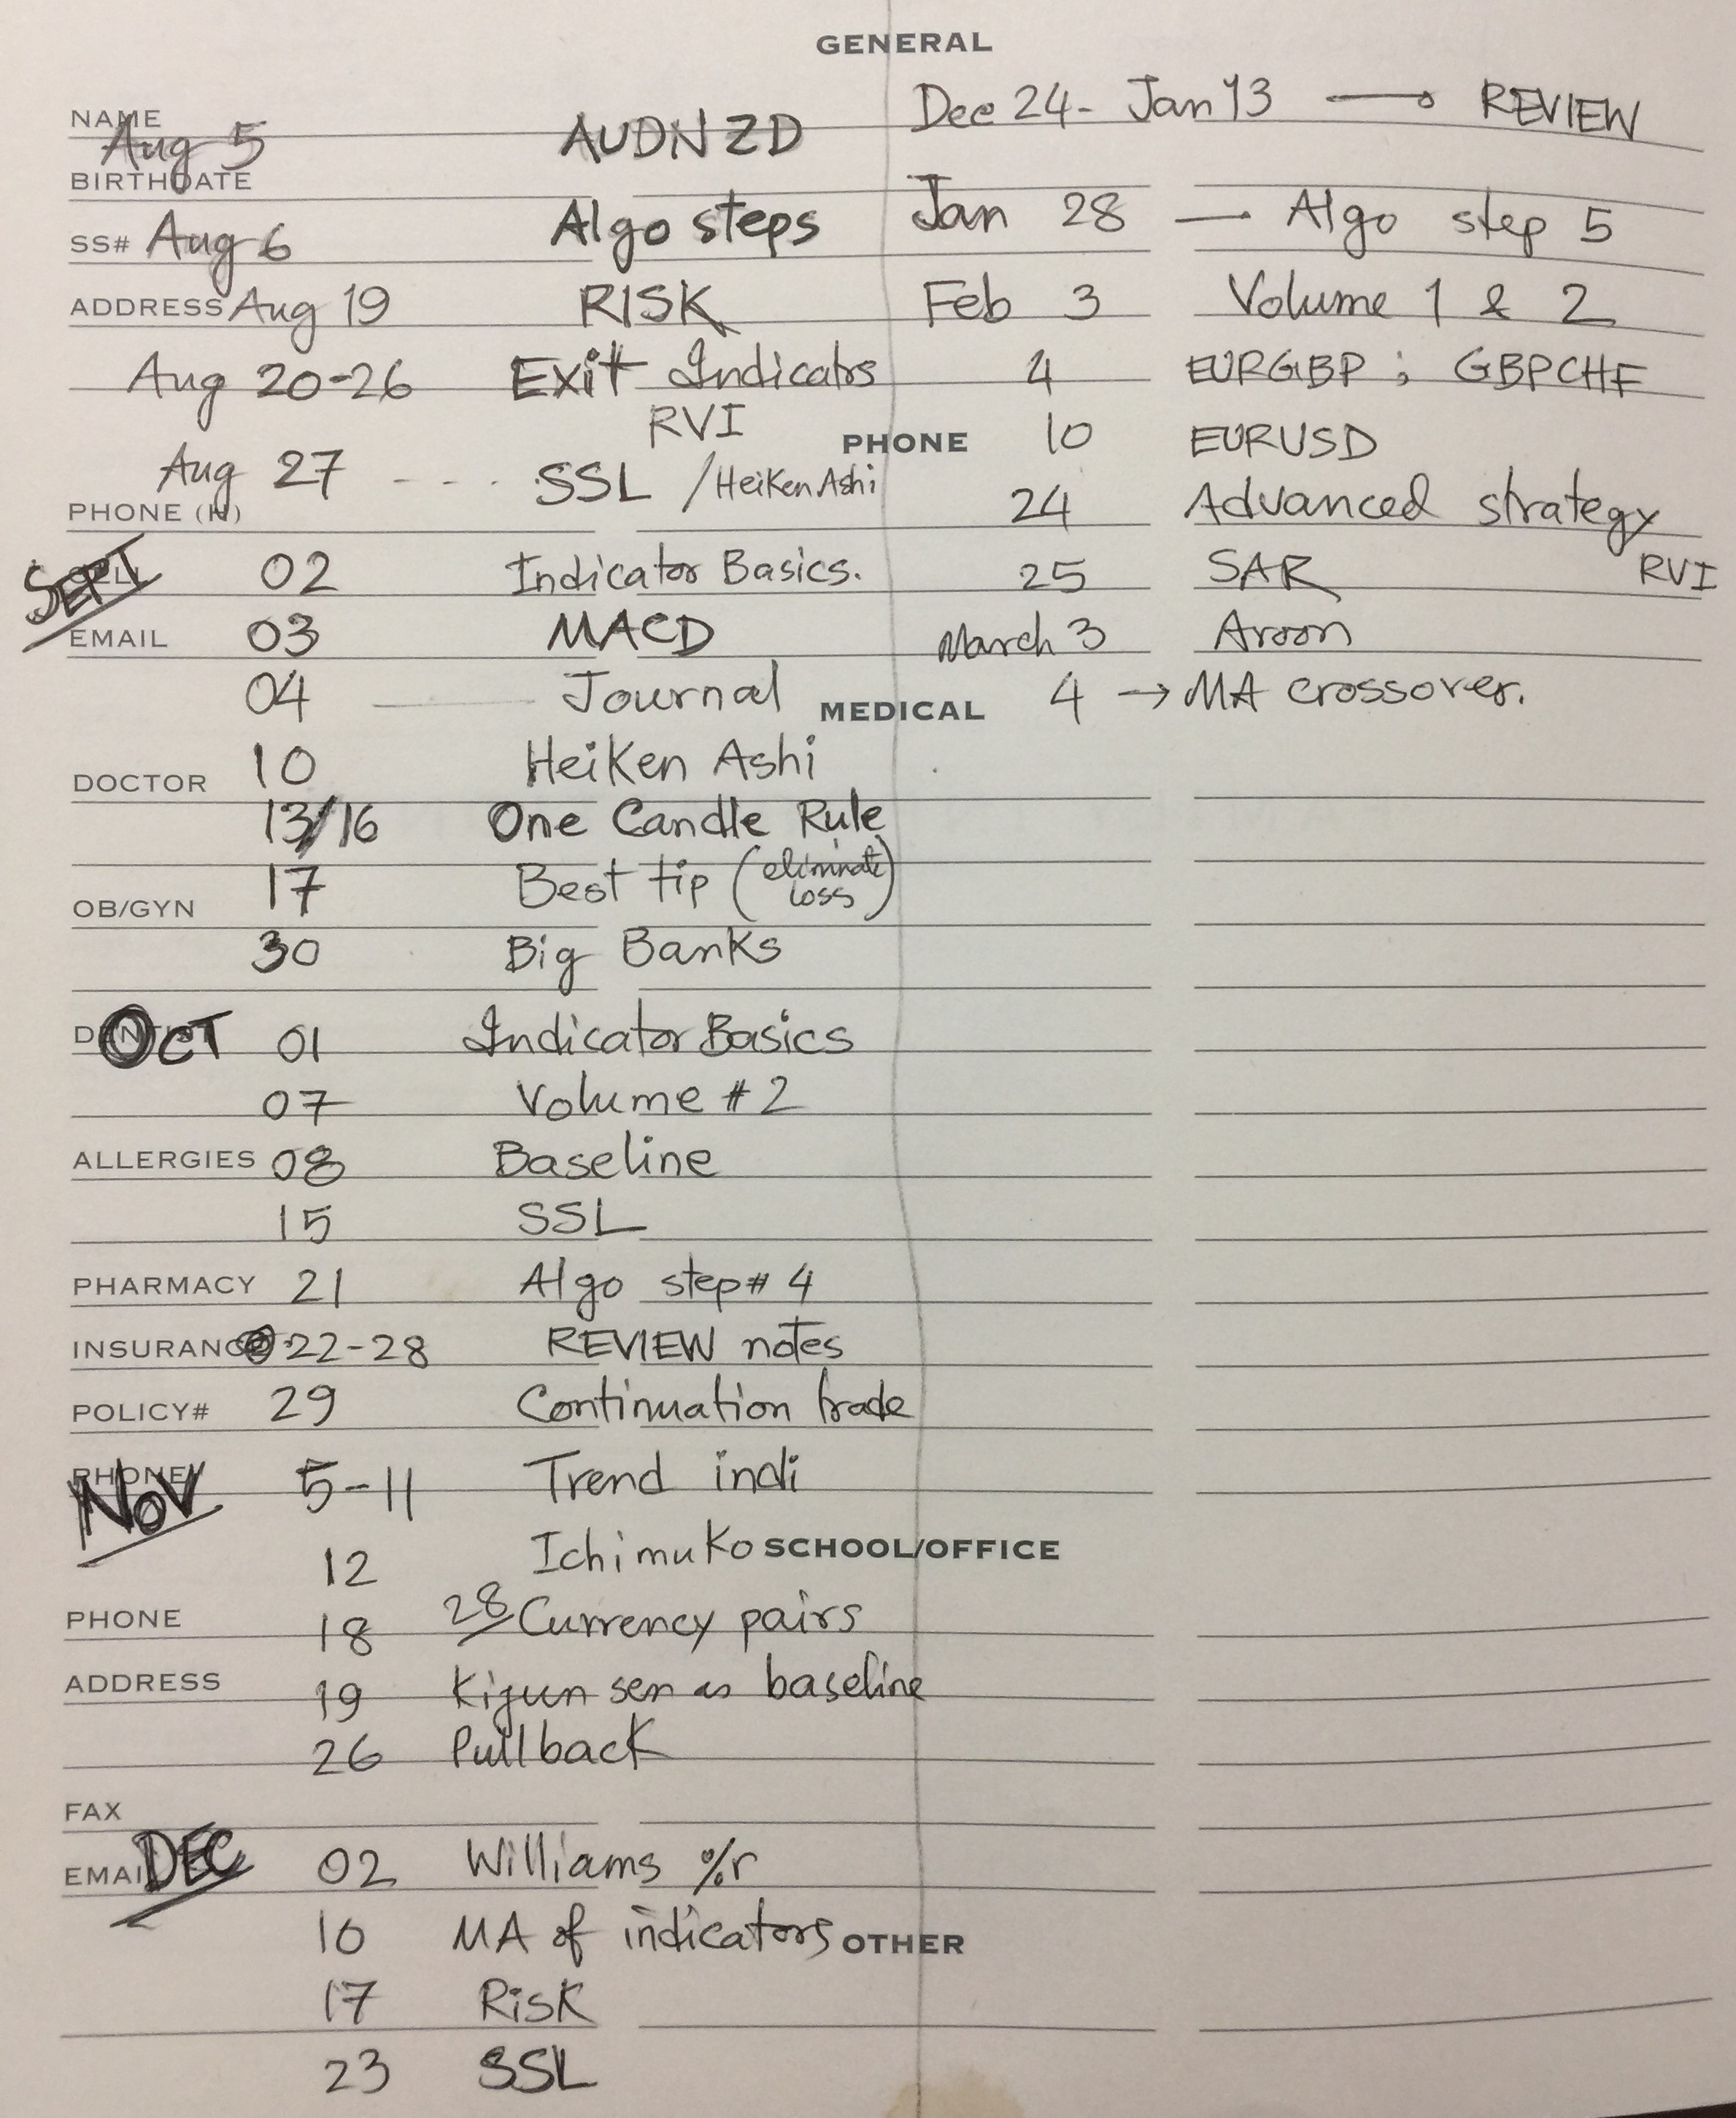 GENERAL
NAME
Aug 5 AUDNZD
BIRTHDATE
SS# Aug 6 Algo steps
ADDRESS Aug 19 RISK
Aug 20-26 Exit Indicatrs
RVI
Aug 27 - - - . SSL / Heiken Ashi
PHONE (H)
SEPT 02 Indicator Basics.
EMAIL 03 MACD
04 Journal
10 Heiken Ashi
DOCTOR
13/16 One Candle Rule
17 Best tip (eliminate loss)
OB/GYN
30 Big Banks
OCT 01 Indicator Basics
07 Volume #2
ALLERGIES 08 Baseline
15 SSL
PHARMACY 21 Algo step# 4
INSURANCE 22-28 REVIEW notes
POLICY# 29 Continuation trade
PHONE
NOV 5-11 Trend indi
12 Ichimuko
SCHOOL/OFFICE
PHONE 18 28 Currency pairs
ADDRESS 19 Kijun sen as baseline
26 Pull back
FAX
EMAIL DEC 02 Williams %r
10 MA of indicators
OTHER
17 Risk
23 SSL
Dec 24- Jan 13 → REVIEW
Jan 28 — Algo step 5
Feb 3 Volume 1 & 2
4 EURGBP ; GBPCHF
PHONE 10 EURUSD
24 Advanced strategy
25 SAR RVI
March 3 Aroon
MEDICAL 4 → MA crossover.